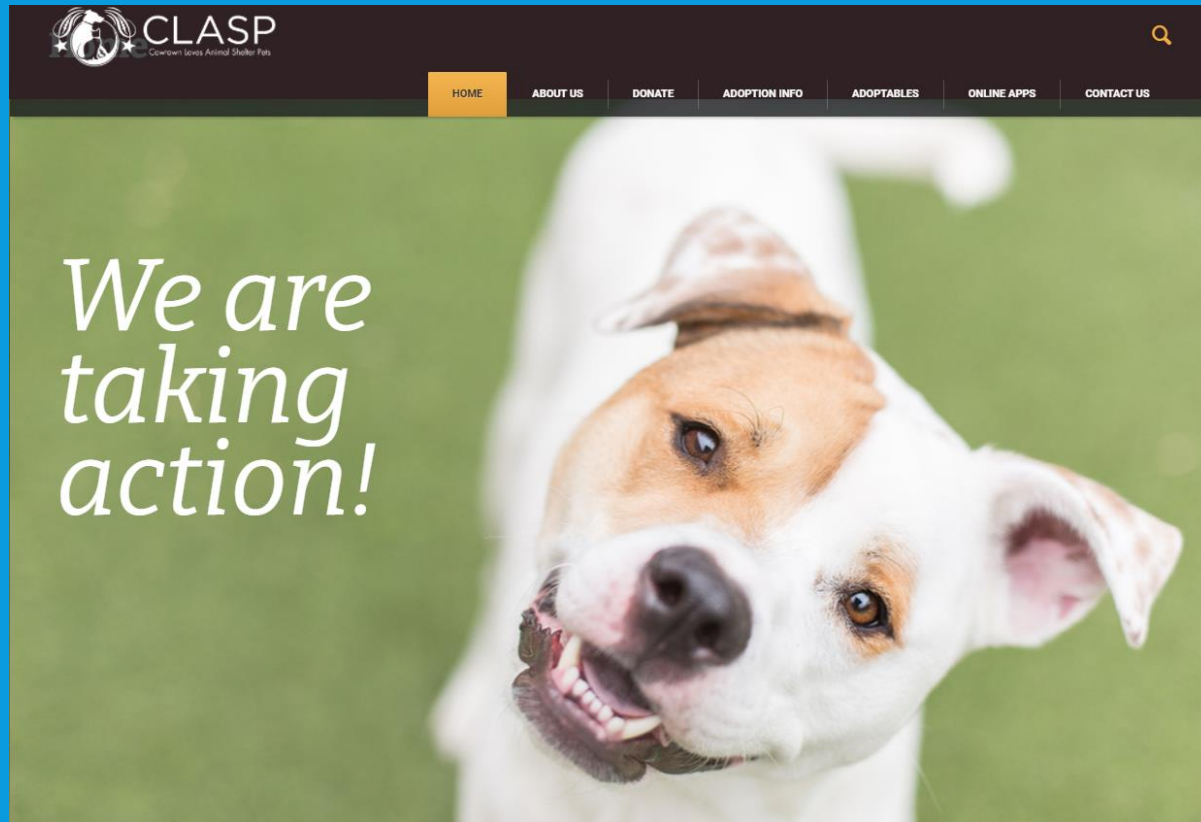 CLASP
Cowtown Loves Animal Shelter Pets
Home
HOME ABOUT US DONATE ADOPTION INFO ADOPTABLES ONLINE APPS CONTACT US
We are
taking
action!